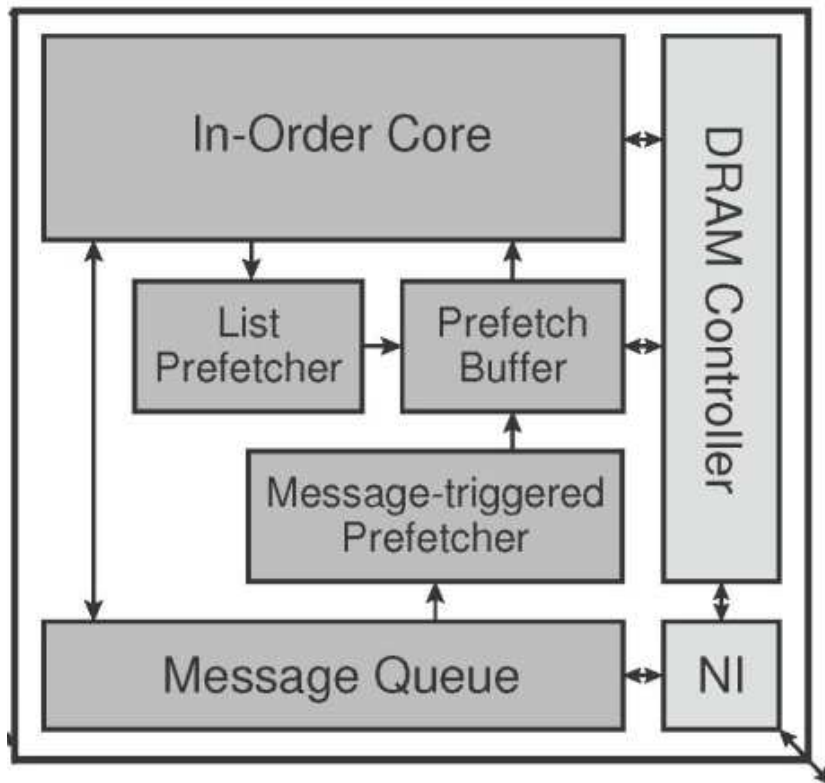 In-Order Core
DRAM Controller
List
Prefetcher
Prefetch
Buffer
Message-triggered
Prefetcher
Message Queue
NI